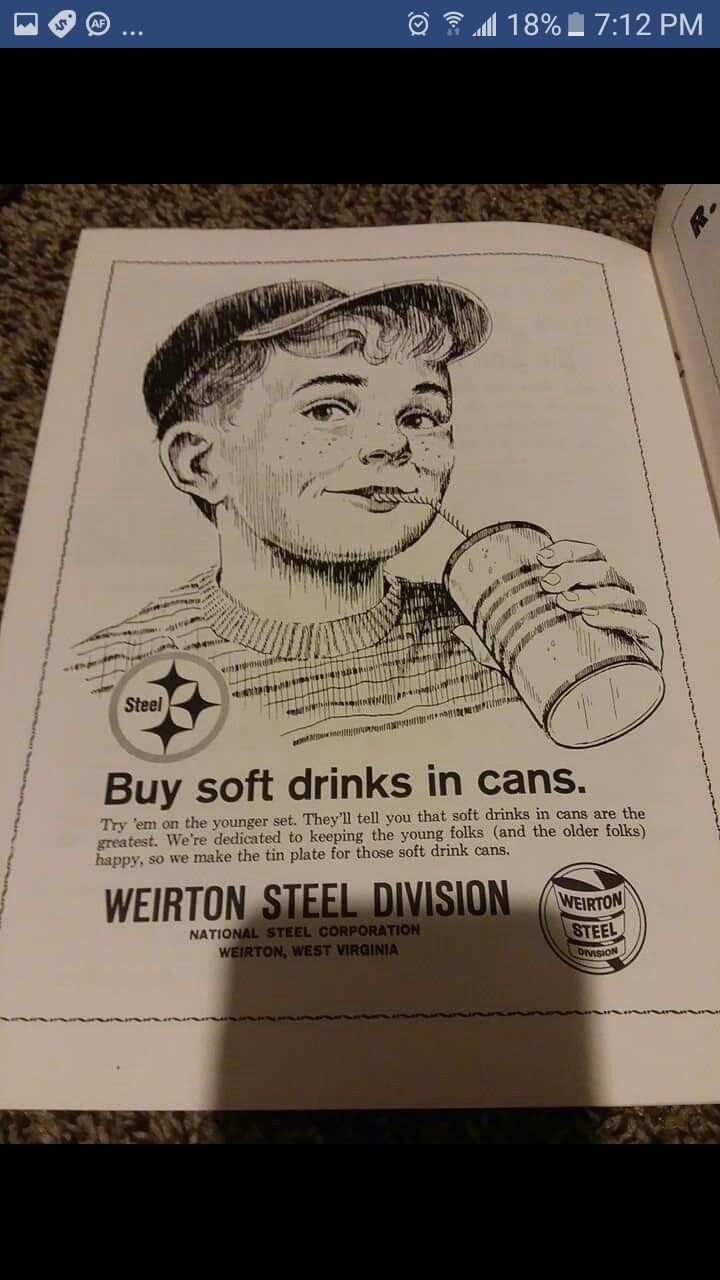 AF ... 18% 7:12 PM
R.
Steel
Buy soft drinks in cans.
Try 'em on the younger set. They'll tell you that soft drinks in cans are the
greatest. We're dedicated to keeping the young folks (and the older folks)
happy, so we make the tin plate for those soft drink cans.
WEIRTON STEEL DIVISION
NATIONAL STEEL CORPORATION
WEIRTON, WEST VIRGINIA
WEIRTON
STEEL
DIVISION